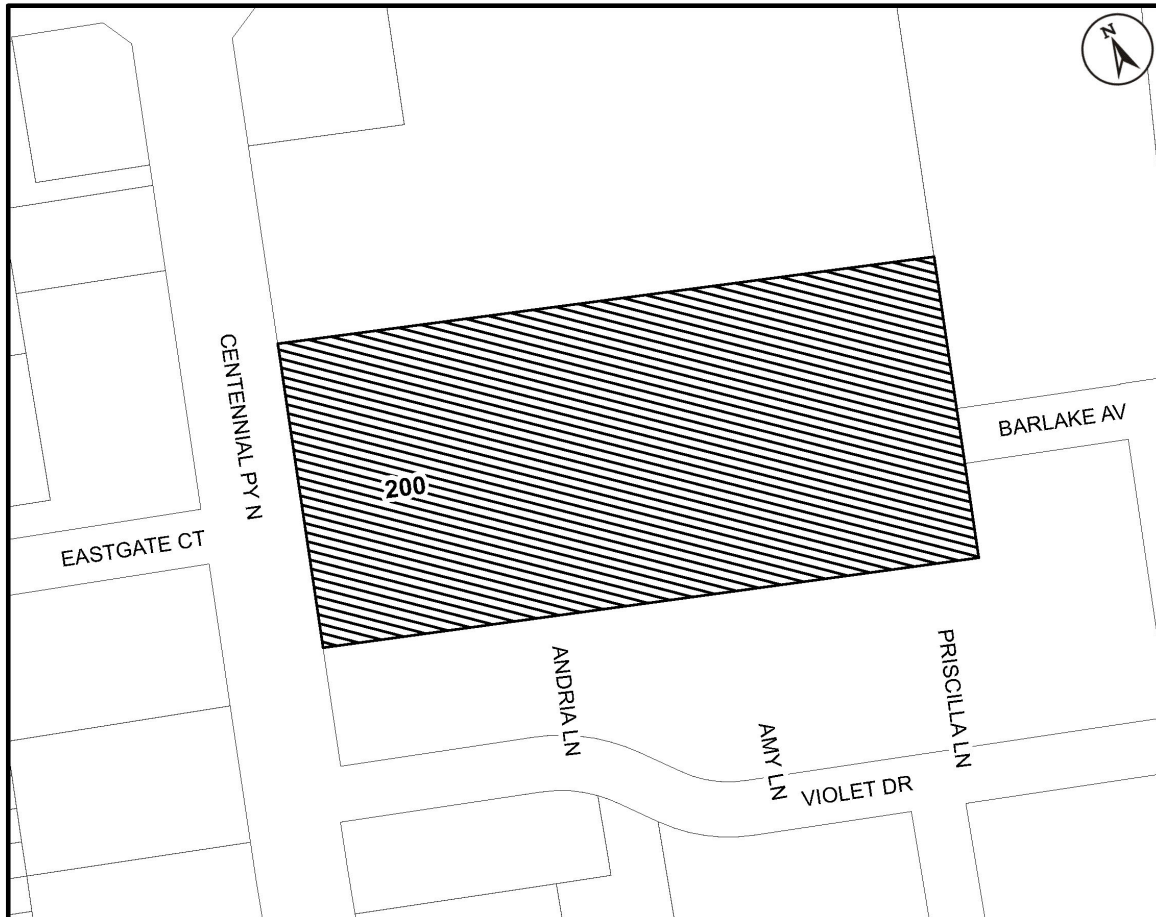 N
CENTENNIAL PY N
BARLAKE AV
200
EASTGATE CT
ANDRIA LN
PRISCILLA LN
AMY LN
VIOLET DR